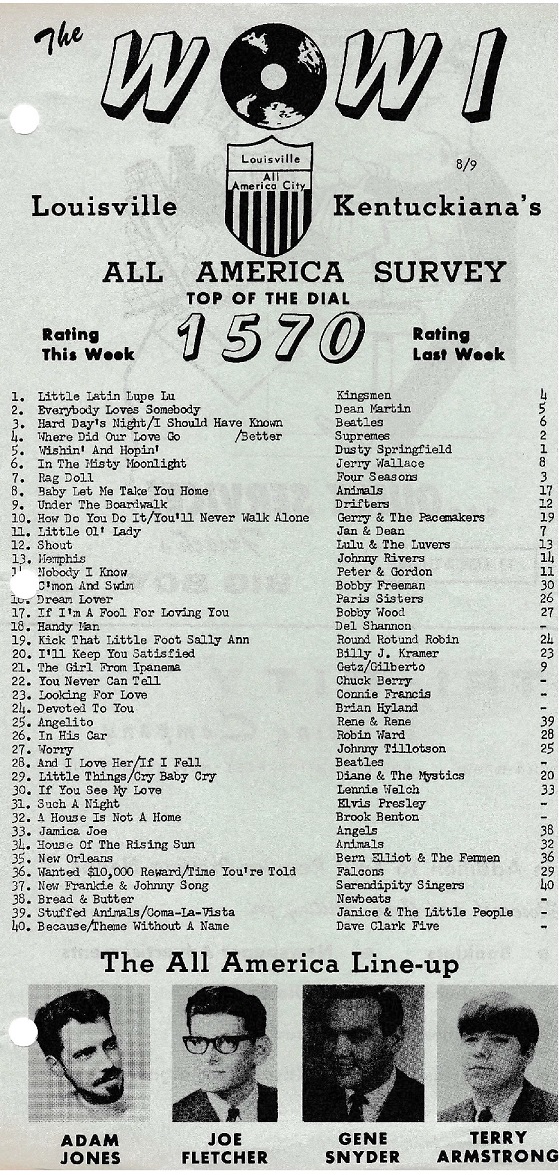 The
WOWI
Louisville
All
America City
8/9
Louisville Kentuckiana's
ALL AMERICA SURVEY
TOP OF THE DIAL
Rating This Week 1570 Rating Last Week
1. Little Latin Lupe Lu Kingsmen 4
2. Everybody Loves Somebody Dean Martin 5
3. Hard Day's Night/I Should Have Known Beatles 6
4. Where Did Our Love Go /Better Supremes 2
5. Wishin' And Hopin' Dusty Springfield 1
6. In The Misty Moonlight Jerry Wallace 8
7. Rag Doll Four Seasons 3
8. Baby Let Me Take You Home Animals 17
9. Under The Boardwalk Drifters 12
10. How Do You Do It/You'll Never Walk Alone Gerry & The Pacemakers 19
11. Little Ol' Lady Jan & Dean 7
12. Shout Lulu & The Luvers 13
13. Memphis Johnny Rivers 14
1 Nobody I Know Peter & Gordon 11
C'mon And Swim Bobby Freeman 30
16. Dream Lover Paris Sisters 26
17. If I'm A Fool For Loving You Bobby Wood 27
18. Handy Man Del Shannon -
19. Kick That Little Foot Sally Ann Round Rotund Robin 24
20. I'll Keep You Satisfied Billy J. Kramer 23
21. The Girl From Ipanema Getz/Gilberto 9
22. You Never Can Tell Chuck Berry -
23. Looking For Love Connie Francis -
24. Devoted To You Brian Hyland -
25. Angelito Rene & Rene 39
26. In His Car Robin Ward 28
27. Worry Johnny Tillotson 25
28. And I Love Her/If I Fell Beatles -
29. Little Things/Cry Baby Cry Diane & The Mystics 20
30. If You See My Love Lennie Welch 33
31. Such A Night Elvis Presley -
32. A House Is Not A Home Brook Benton -
33. Jamica Joe Angels 38
34. House Of The Rising Sun Animals 32
35. New Orleans Bern Elliot & The Fenmen 36
36. Wanted $10,000 Reward/Time You're Told Falcons 29
37. New Frankie & Johnny Song Serendipity Singers 40
38. Bread & Butter Newbeats -
39. Stuffed Animals/Coma-La-Vista Janice & The Little People -
40. Because/Theme Without A Name Dave Clark Five -
The All America Line-up
ADAM JONES
JOE FLETCHER
GENE SNYDER
TERRY ARMSTRONG